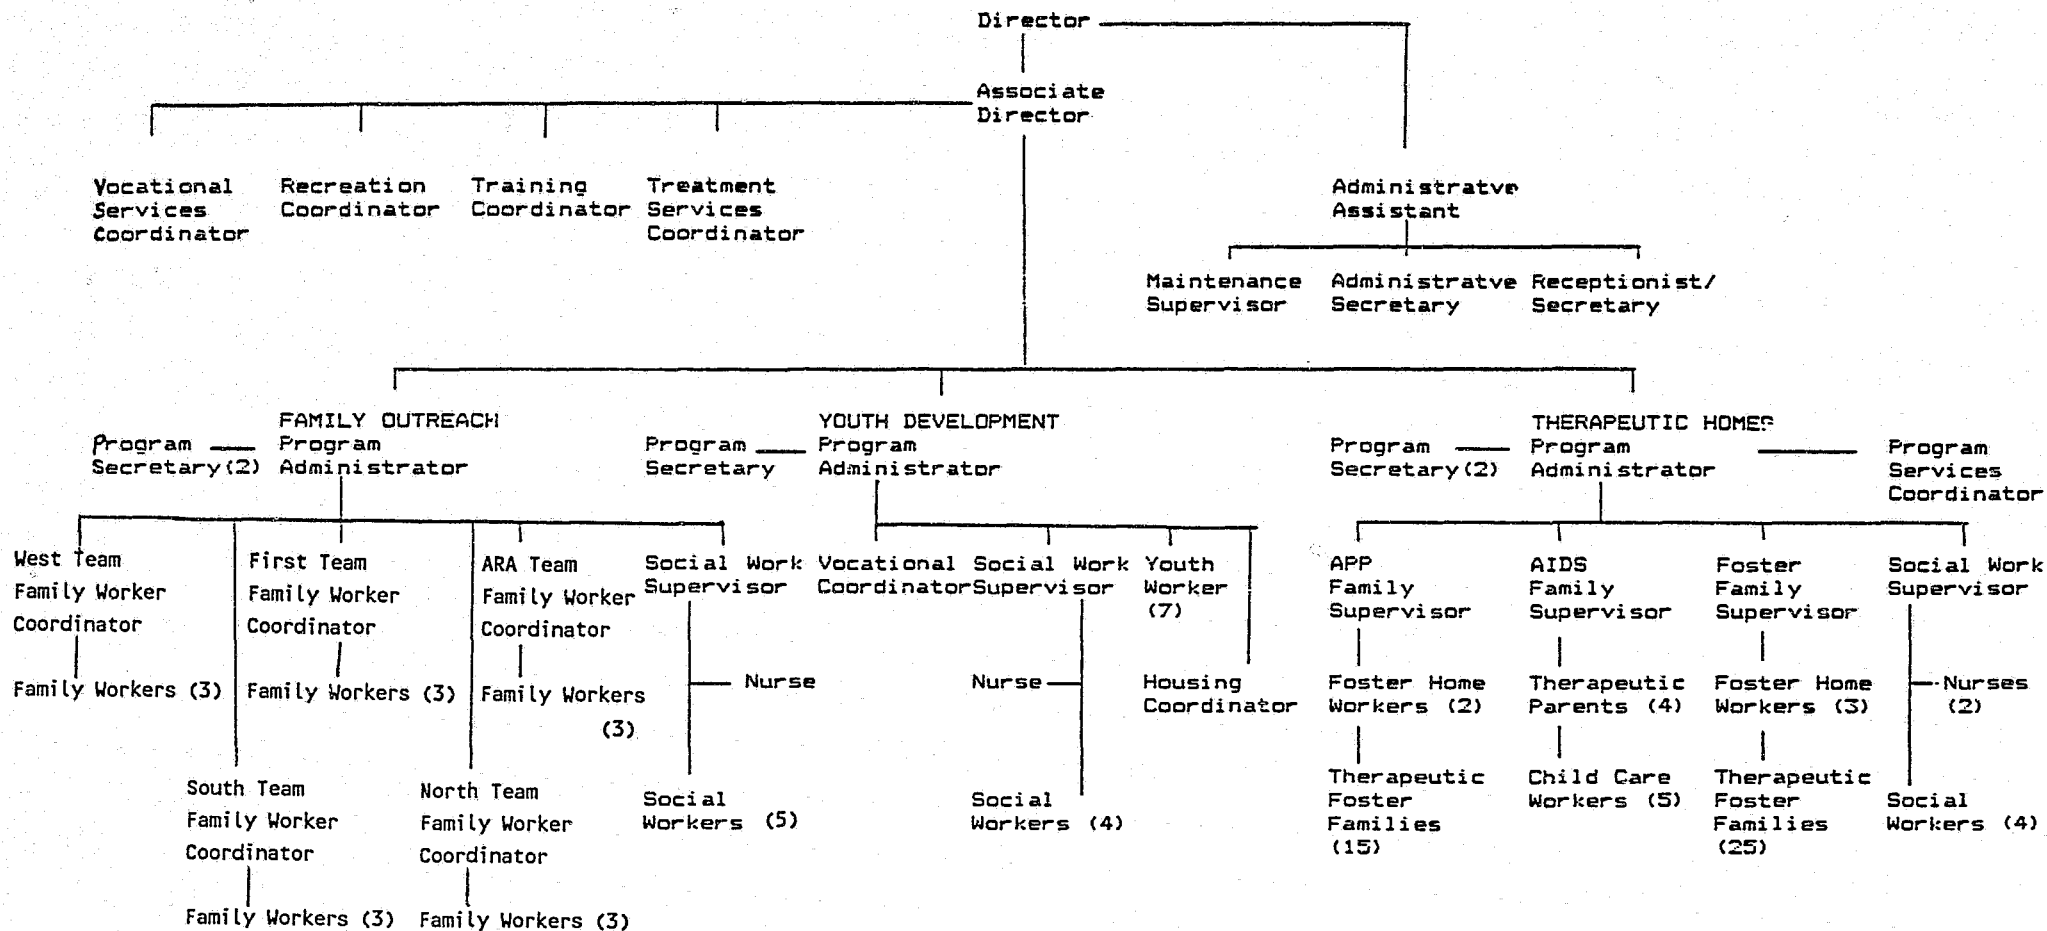 Director
Associate
Director
Vocational
Services
Coordinator
Recreation
Coordinator
Training
Coordinator
Treatment
Services
Coordinator
Administratve
Assistant
Maintenance
Supervisor
Administratve
Secretary
Receptionist/
Secretary
FAMILY OUTREACH
Program
Secretary(2)
Program
Administrator
YOUTH DEVELOPMENT
Program
Secretary
Program
Administrator
THERAPEUTIC HOMES
Program
Secretary(2)
Program
Administrator
Program
Services
Coordinator
West Team
Family Worker
Coordinator
Family Workers (3)
First Team
Family Worker
Coordinator
Family Workers (3)
ARA Team
Family Worker
Coordinator
Family Workers
(3)
South Team
Family Worker
Coordinator
Family Workers (3)
North Team
Family Worker
Coordinator
Family Workers (3)
Social Work
Supervisor
Nurse
Social
Workers (5)
Vocational
Coordinator
Social Work
Supervisor
Nurse
Social
Workers (4)
Youth
Worker
(7)
Housing
Coordinator
APP
Family
Supervisor
Foster Home
Workers (2)
Therapeutic
Foster
Families
(15)
AIDS
Family
Supervisor
Therapeutic
Parents (4)
Child Care
Workers (5)
Foster
Family
Supervisor
Foster Home
Workers (3)
Therapeutic
Foster
Families
(25)
Social Work
Supervisor
Nurses
(2)
Social
Workers (4)